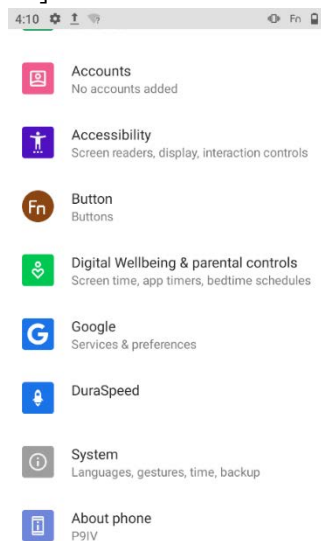 4:10 Fn
Accounts
No accounts added
Accessibility
Screen readers, display, interaction controls
Fn
Button
Buttons
Digital Wellbeing & parental controls
Screen time, app timers, bedtime schedules
G
Google
Services & preferences
DuraSpeed
System
Languages, gestures, time, backup
About phone
P9IV